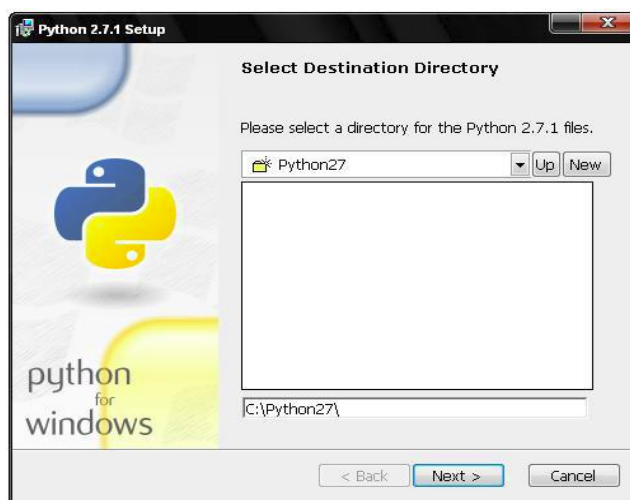 Python 2.7.1 Setup
Select Destination Directory
Please select a directory for the Python 2.7.1 files.
Python27
Up
New
C:\Python27\
python
for
windows
< Back
Next >
Cancel